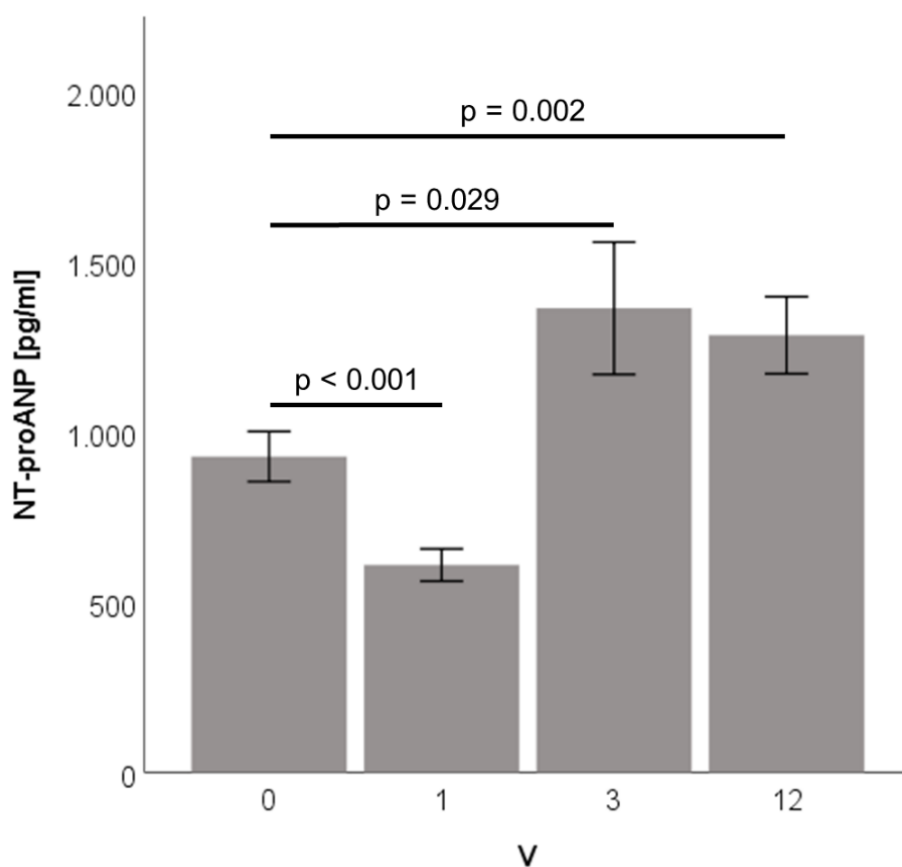 2.000
p = 0.002
p = 0.029
1.500
p < 0.001
1.000
NT-proANP [pg/ml]
500
0
0 1 3 12
V